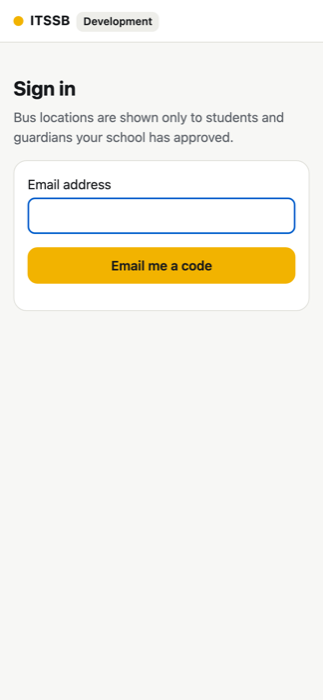 ITSSB Development
Sign in
Bus locations are shown only to students and
guardians your school has approved.
Email address
Email me a code